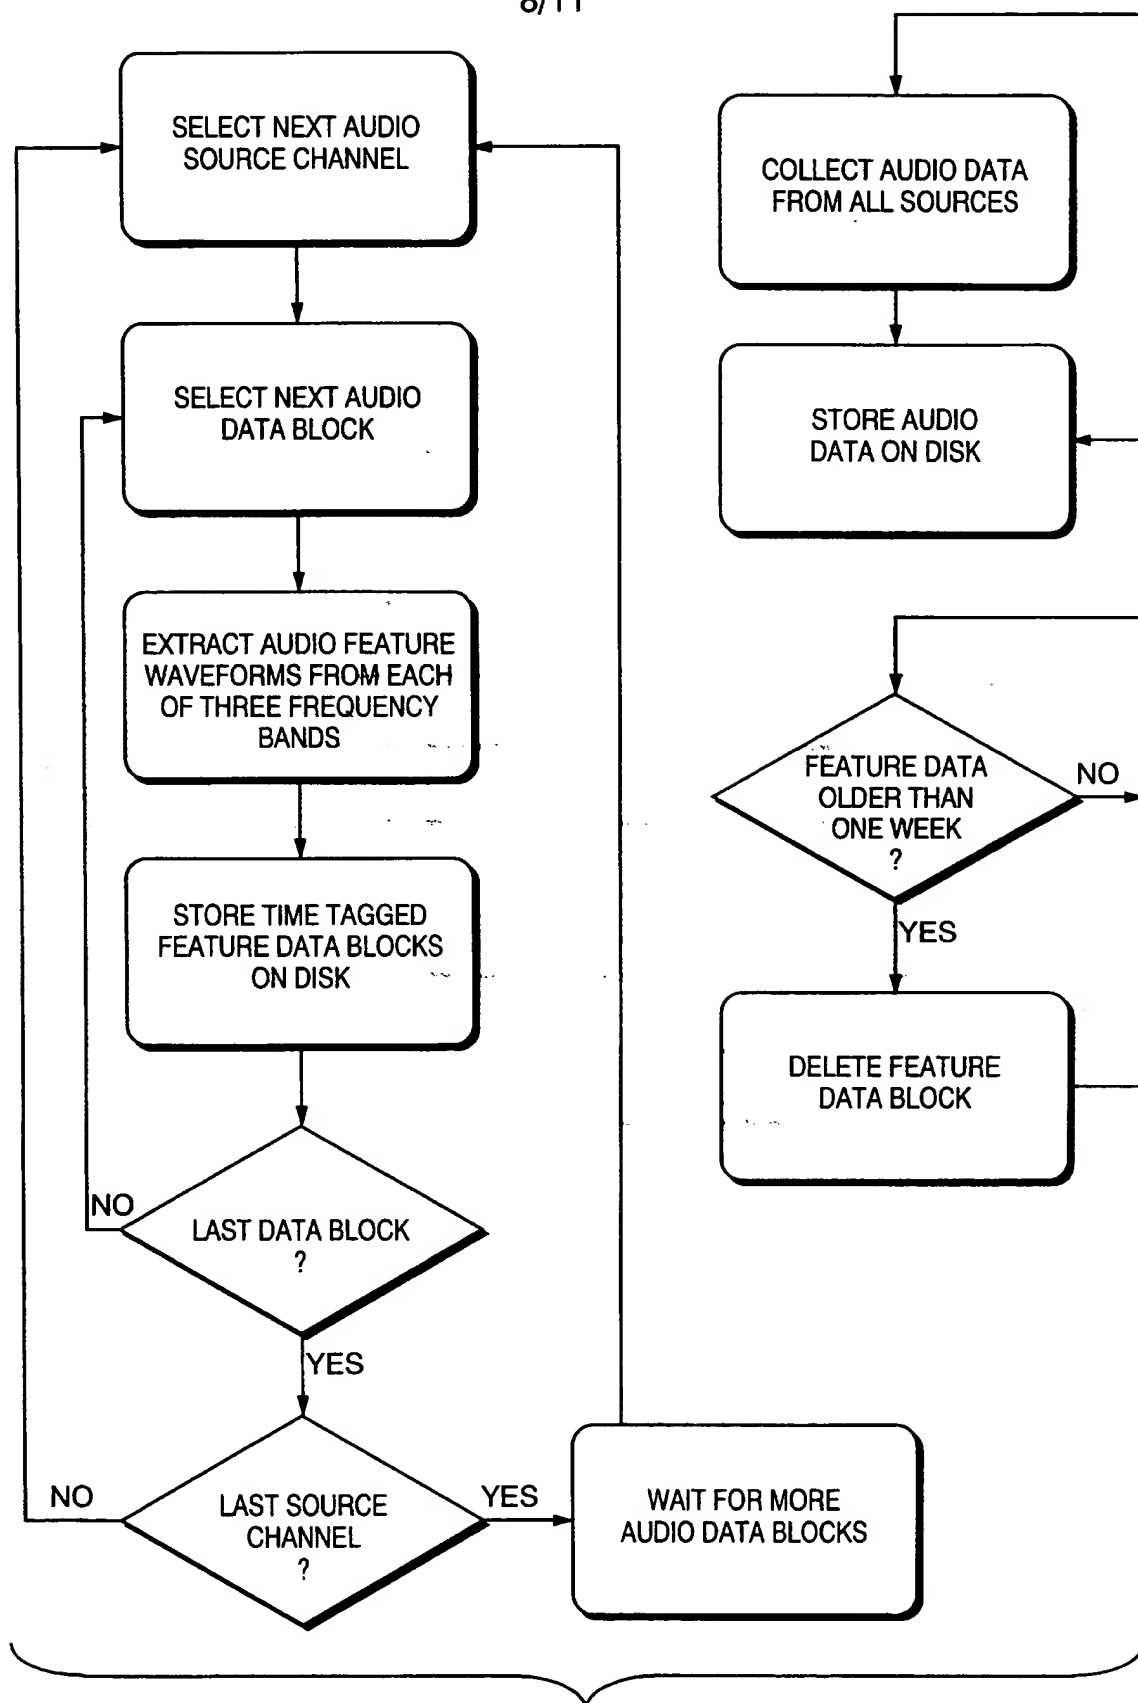 8/11
SELECT NEXT AUDIO
SOURCE CHANNEL
SELECT NEXT AUDIO
DATA BLOCK
EXTRACT AUDIO FEATURE
WAVEFORMS FROM EACH
OF THREE FREQUENCY
BANDS
STORE TIME TAGGED
FEATURE DATA BLOCKS
ON DISK
NO
LAST DATA BLOCK
?
YES
NO
LAST SOURCE
CHANNEL
?
YES
WAIT FOR MORE
AUDIO DATA BLOCKS
COLLECT AUDIO DATA
FROM ALL SOURCES
STORE AUDIO
DATA ON DISK
FEATURE DATA
OLDER THAN
ONE WEEK
?
NO
YES
DELETE FEATURE
DATA BLOCK